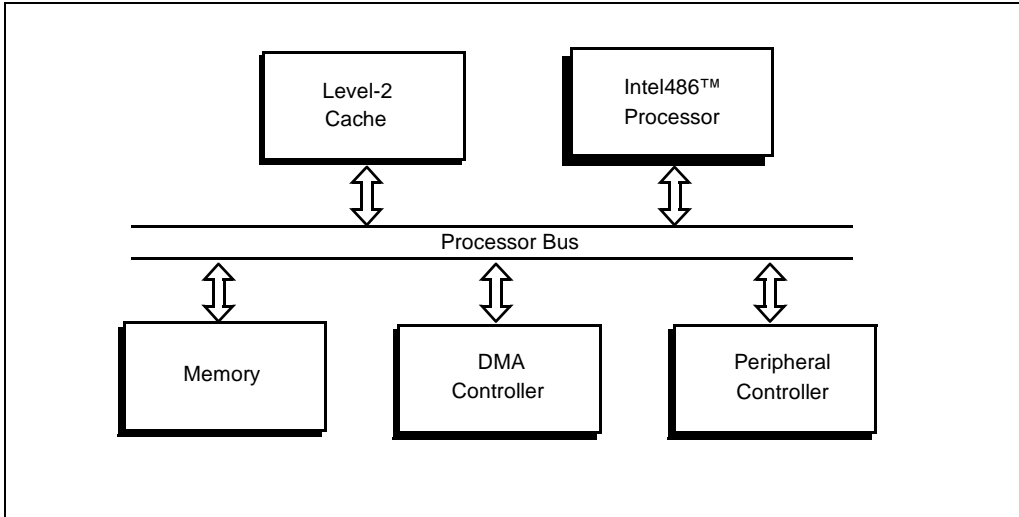 Level-2
Cache
Intel486™
Processor
Processor Bus
Memory
DMA
Controller
Peripheral
Controller